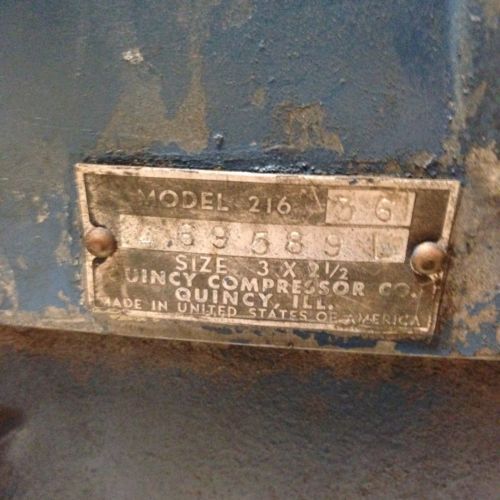 MODEL 216 36
469589 L
SIZE 3 X 2 1/2
UINCY COMPRESSOR CO.
QUINCY, ILL.
MADE IN UNITED STATES OF AMERICA